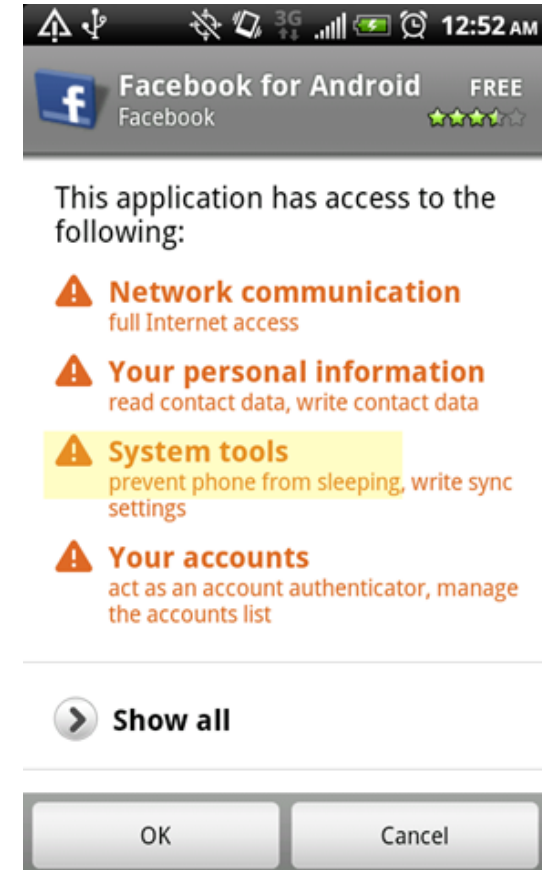 3G 12:52 AM
Facebook for Android FREE
Facebook
This application has access to the
following:
Network communication
full Internet access
Your personal information
read contact data, write contact data
System tools
prevent phone from sleeping, write sync
settings
Your accounts
act as an account authenticator, manage
the accounts list
Show all
OK Cancel